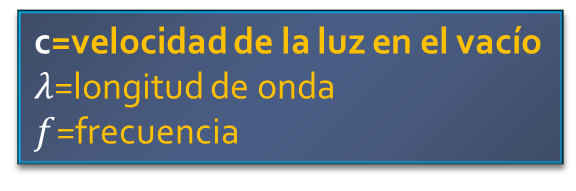 c=velocidad de la luz en el vacío
λ=longitud de onda
f=frecuencia